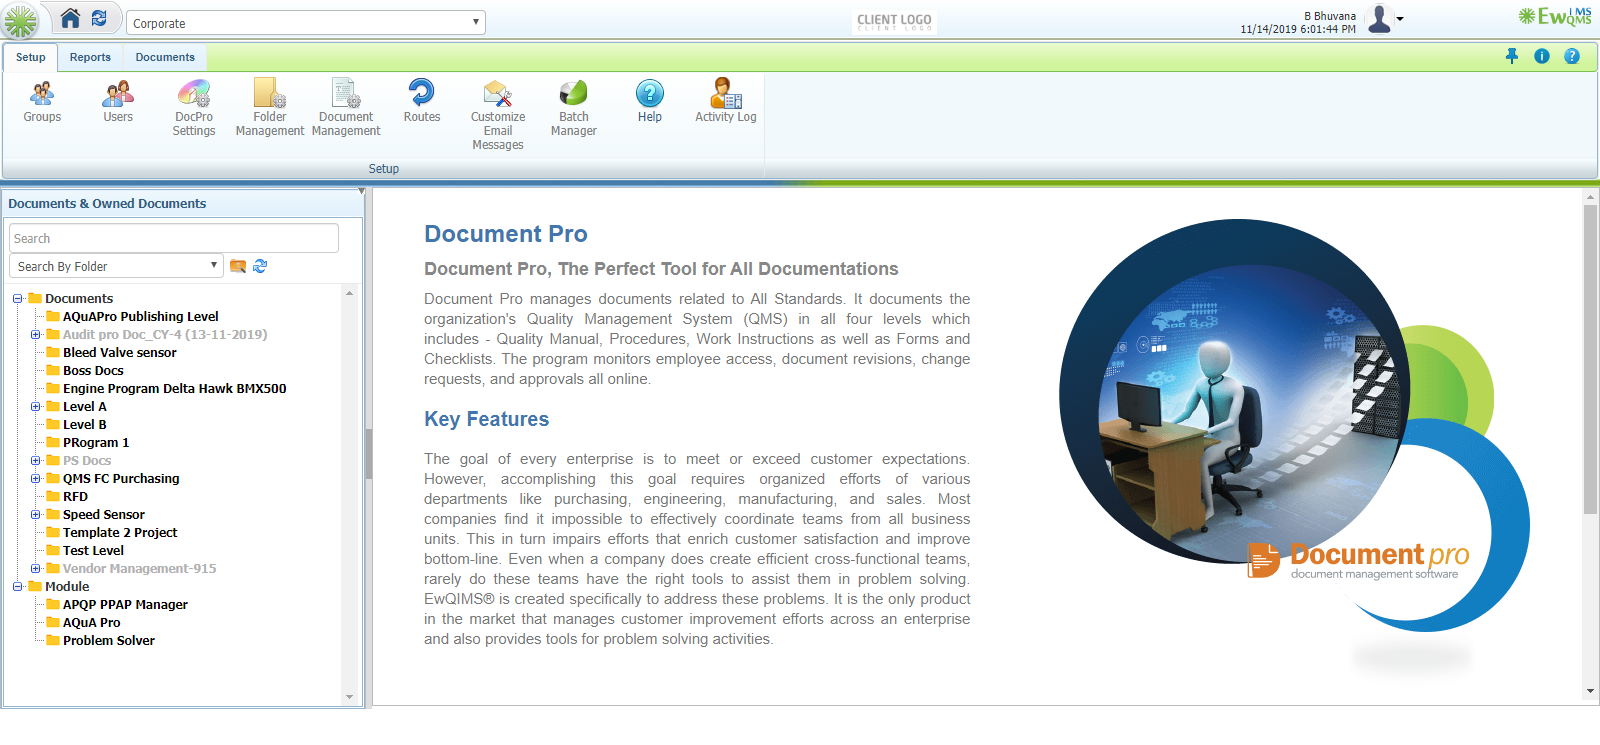 Corporate
CLIENT LOGO
CLIENT LOGO
B Bhuvana
11/14/2019 6:01:44 PM
EwQIMS
QMS
Setup
Reports
Documents
Groups
Users
DocPro
Settings
Folder
Management
Document
Management
Routes
Customize
Email
Messages
Batch
Manager
Help
Activity Log
Setup
Documents & Owned Documents
Search
Search By Folder
Documents
AQuAPro Publishing Level
Audit pro Doc_CY-4 (13-11-2019)
Bleed Valve sensor
Boss Docs
Engine Program Delta Hawk BMX500
Level A
Level B
PRogram 1
PS Docs
QMS FC Purchasing
RFD
Speed Sensor
Template 2 Project
Test Level
Vendor Management-915
Module
APQP PPAP Manager
AQuA Pro
Problem Solver
Document Pro
Document Pro, The Perfect Tool for All Documentations
Document Pro manages documents related to All Standards. It documents the
organization's Quality Management System (QMS) in all four levels which
includes - Quality Manual, Procedures, Work Instructions as well as Forms and
Checklists. The program monitors employee access, document revisions, change
requests, and approvals all online.
Key Features
The goal of every enterprise is to meet or exceed customer expectations.
However, accomplishing this goal requires organized efforts of various
departments like purchasing, engineering, manufacturing, and sales. Most
companies find it impossible to effectively coordinate teams from all business
units. This in turn impairs efforts that enrich customer satisfaction and improve
bottom-line. Even when a company does create efficient cross-functional teams,
rarely do these teams have the right tools to assist them in problem solving.
EwQIMS® is created specifically to address these problems. It is the only product
in the market that manages customer improvement efforts across an enterprise
and also provides tools for problem solving activities.
Document pro
document management software